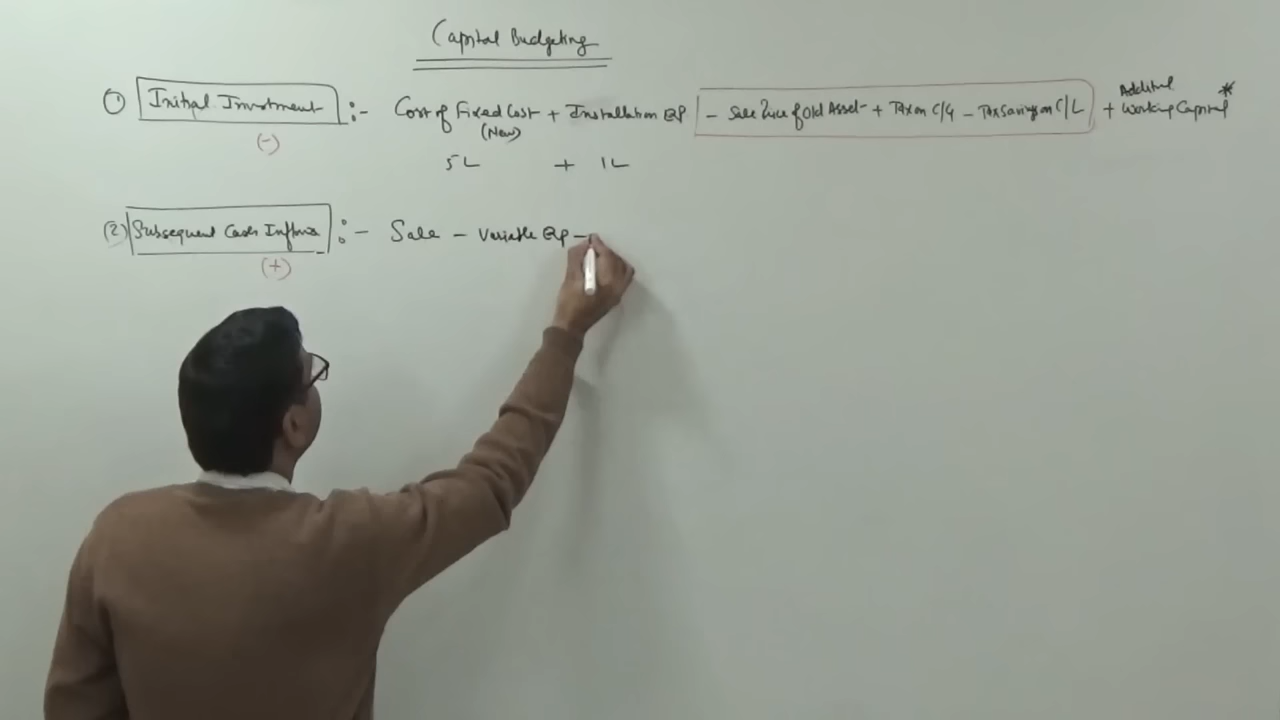 Capital Budgeting
① Initial Investment :- Cost of Fixed Cost + Installation Exp - Sale Price of Old Asset + Tax on C/G - Tax Saving on C/L + Additional Working Capital *
(-) (New)
5L + 1L
(2) Subsequent Cash Inflows :- Sale - Variable Exp -
(+)